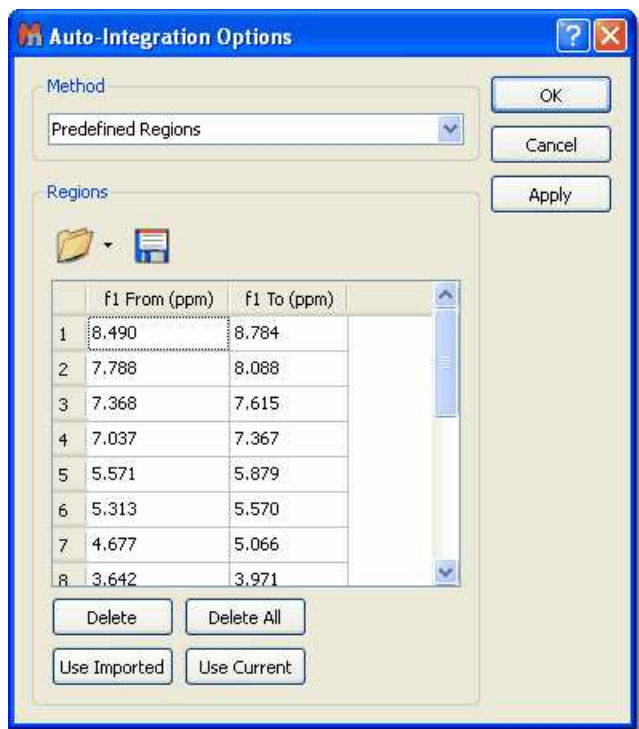 Auto-Integration Options
Method
Predefined Regions
OK
Cancel
Apply
Regions
f1 From (ppm) f1 To (ppm)
1 8.490 8.784
2 7.788 8.088
3 7.368 7.615
4 7.037 7.367
5 5.571 5.879
6 5.313 5.570
7 4.677 5.066
8 3.642 3.971
Delete Delete All
Use Imported Use Current